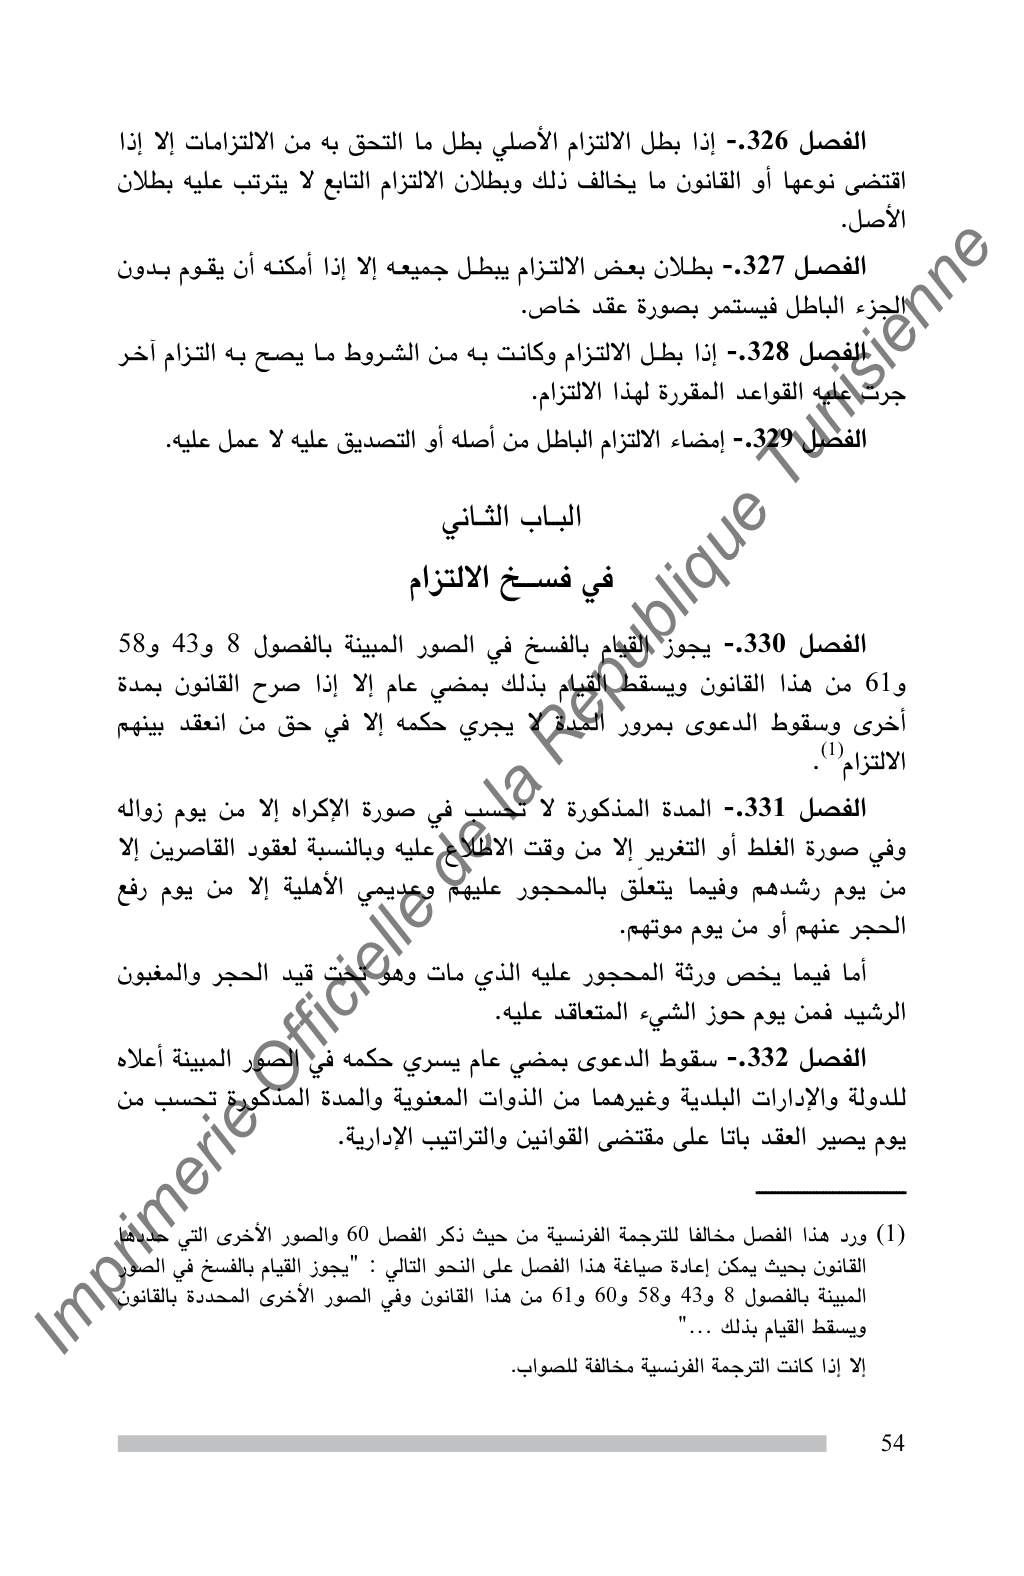 الفصل 326.- إذا بطل الالتزام الأصلي بطل ما التحق به من الالتزامات إلا إذا
اقتضى نوعها أو القانون ما يخالف ذلك وبطلان الالتزام التابع لا يترتب عليه بطلان
الأصل.
الفصل 327.- بطلان بعض الالتزام يبطل جميعه إلا إذا أمكنه أن يقوم بدون
الجزء الباطل فيستمر بصورة عقد خاص.
الفصل 328.- إذا بطل الالتزام وكانت به من الشروط ما يصح به التزام آخر
جرت عليه القواعد المقررة لهذا الالتزام.
الفصل 329.- إمضاء الالتزام الباطل من أصله أو التصديق عليه لا عمل عليه.
الباب الثاني
في فسخ الالتزام
الفصل 330.- يجوز القيام بالفسخ في الصور المبينة بالفصول 8 و43 و58
و61 من هذا القانون ويسقط القيام بذلك بمضي عام إلا إذا صرح القانون بمدة
أخرى وسقوط الدعوى بمرور المدة لا يجري حكمه إلا في حق من انعقد بينهم
الالتزام(1).
الفصل 331.- المدة المذكورة لا تحسب في صورة الإكراه إلا من يوم زواله
وفي صورة الغلط أو التغرير إلا من وقت الاطلاع عليه وبالنسبة لعقود القاصرين إلا
من يوم رشدهم وفيما يتعلّق بالمحجور عليهم وعديمي الأهلية إلا من يوم رفع
الحجر عنهم أو من يوم موتهم.
أما فيما يخص ورثة المحجور عليه الذي مات وهو تحت قيد الحجر والمغبون
الرشيد فمن يوم حوز الشيء المتعاقد عليه.
الفصل 332.- سقوط الدعوى بمضي عام يسري حكمه في الصور المبينة أعلاه
للدولة والإدارات البلدية وغيرهما من الذوات المعنوية والمدة المذكورة تحسب من
يوم يصير العقد باتا على مقتضى القوانين والتراتيب الإدارية.
(1) ورد هذا الفصل مخالفا للترجمة الفرنسية من حيث ذكر الفصل 60 والصور الأخرى التي حددها
القانون بحيث يمكن إعادة صياغة هذا الفصل على النحو التالي : "يجوز القيام بالفسخ في الصور
المبينة بالفصول 8 و43 و58 و60 و61 من هذا القانون وفي الصور الأخرى المحددة بالقانون
ويسقط القيام بذلك ..."
إلا إذا كانت الترجمة الفرنسية مخالفة للصواب.
54
Imprimerie Officielle de la République Tunisienne